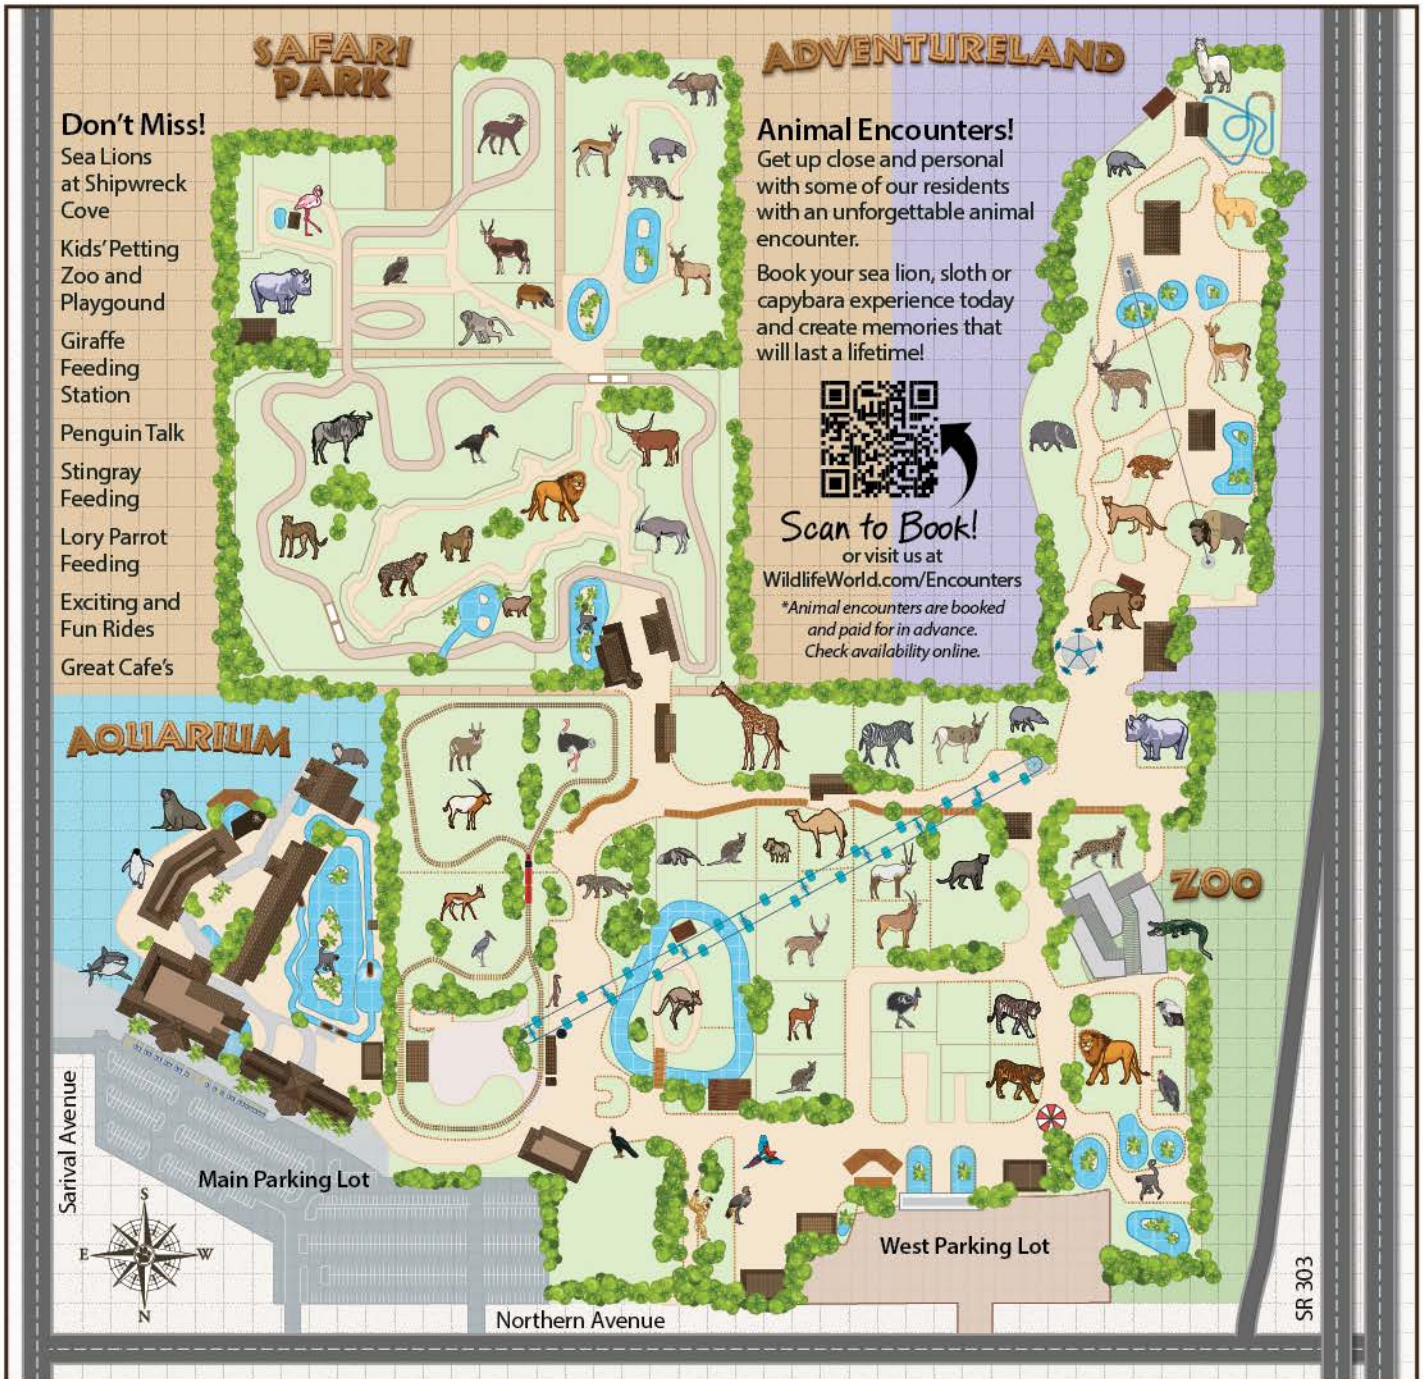 SAFARI
PARK
Don't Miss!
Sea Lions
at Shipwreck
Cove
Kids' Petting
Zoo and
Playgound
Giraffe
Feeding
Station
Penguin Talk
Stingray
Feeding
Lory Parrot
Feeding
Exciting and
Fun Rides
Great Cafe's
ADVENTURELAND
Animal Encounters!
Get up close and personal
with some of our residents
with an unforgettable animal
encounter.
Book your sea lion, sloth or
capybara experience today
and create memories that
will last a lifetime!
Scan to Book!
or visit us at
WildlifeWorld.com/Encounters
*Animal encounters are booked
and paid for in advance.
Check availability online.
AQUARIUM
ZOO
Sarival Avenue
Main Parking Lot
S
E
W
N
West Parking Lot
Northern Avenue
SR 303